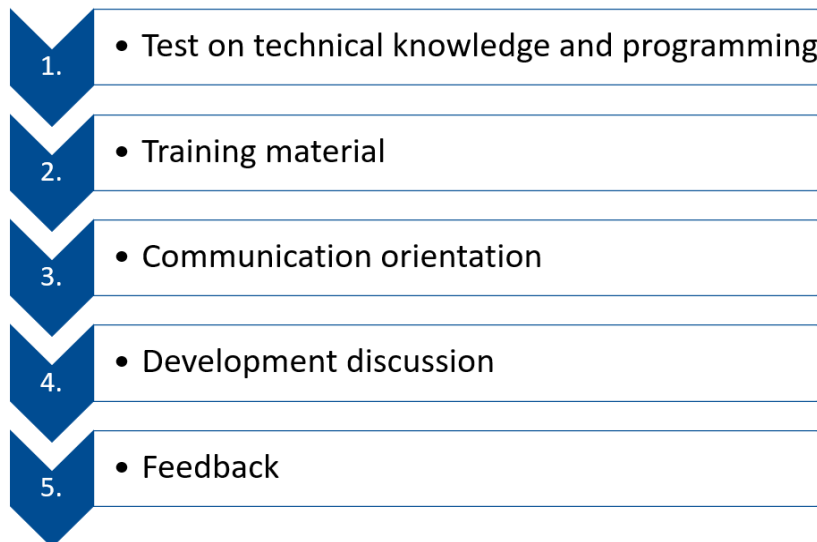 1. • Test on technical knowledge and programming
2. • Training material
3. • Communication orientation
4. • Development discussion
5. • Feedback